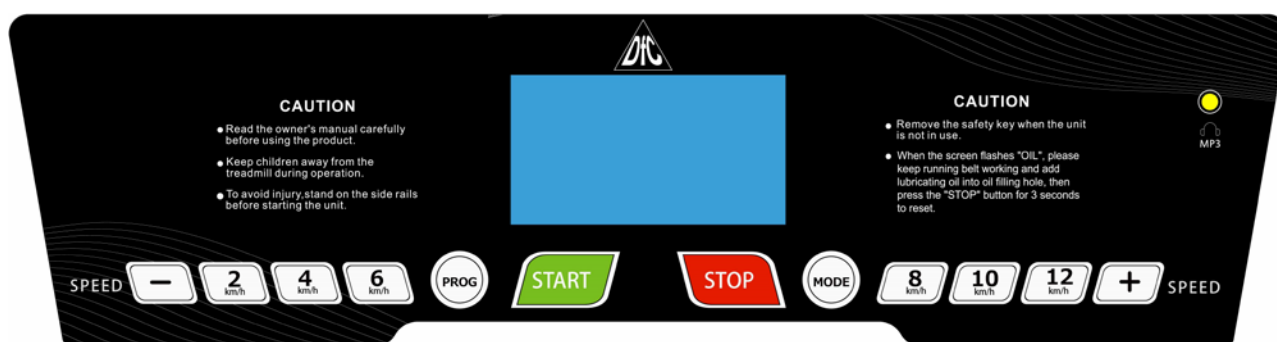 DfC
CAUTION
● Read the owner's manual carefully
before using the product.
● Keep children away from the
treadmill during operation.
● To avoid injury,stand on the side rails
before starting the unit.
CAUTION
● Remove the safety key when the unit
is not in use.
● When the screen flashes "OIL", please
keep running belt working and add
lubricating oil into oil filling hole, then
press the "STOP" button for 3 seconds
to reset.
MP3
SPEED
−
2
km/h
4
km/h
6
km/h
PROG
START
STOP
MODE
8
km/h
10
km/h
12
km/h
+
SPEED